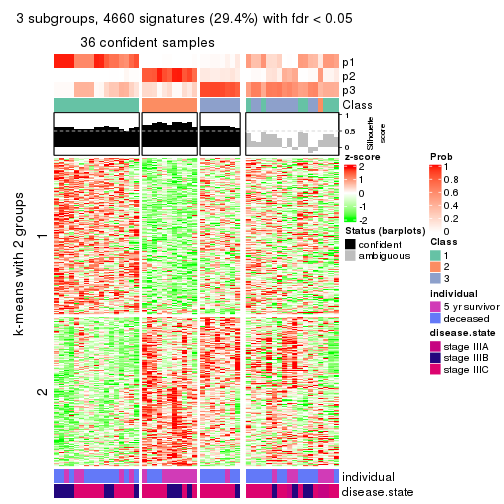 3 subgroups, 4660 signatures (29.4%) with fdr < 0.05
36 confident samples
p1
p2
p3
Class
1
0.5
0
Silhouette
score
k-means with 2 groups
1
2
individual
disease.state
z-score
2
1
0
-1
-2
Status (barplots)
confident
ambiguous
Prob
1
0.8
0.6
0.4
0.2
0
Class
1
2
3
individual
5 yr survivor
deceased
disease.state
stage IIIA
stage IIIB
stage IIIC